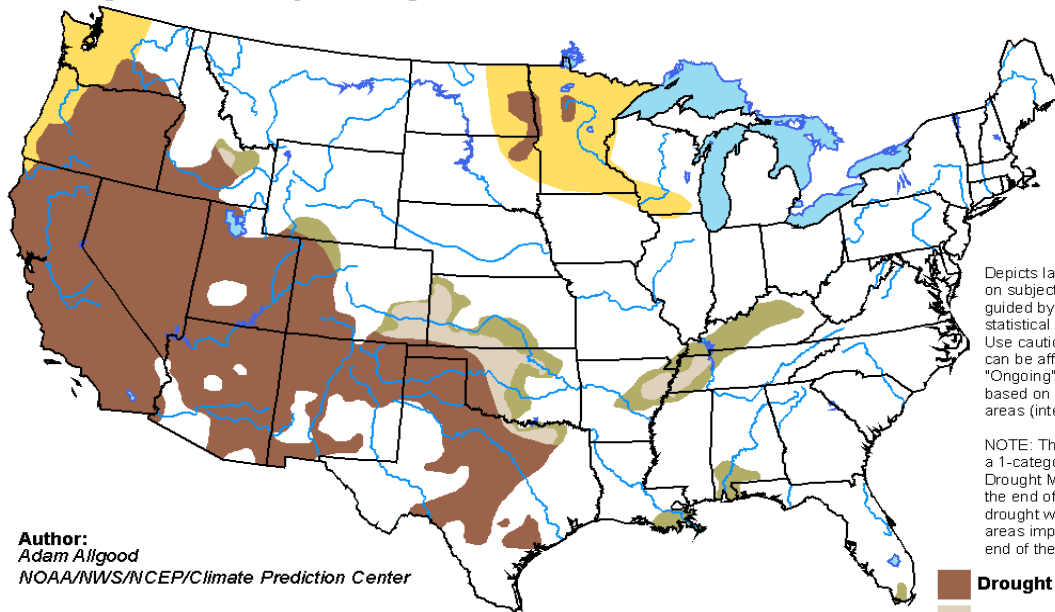 Depicts la
on subject
guided by
statistical
Use cautio
can be aff
"Ongoing"
based on
areas (inte
NOTE: Th
a 1-catego
Drought M
the end of
drought w
areas imp
end of the
Author:
Adam Allgood
NOAA/NWS/NCEP/Climate Prediction Center
Drought